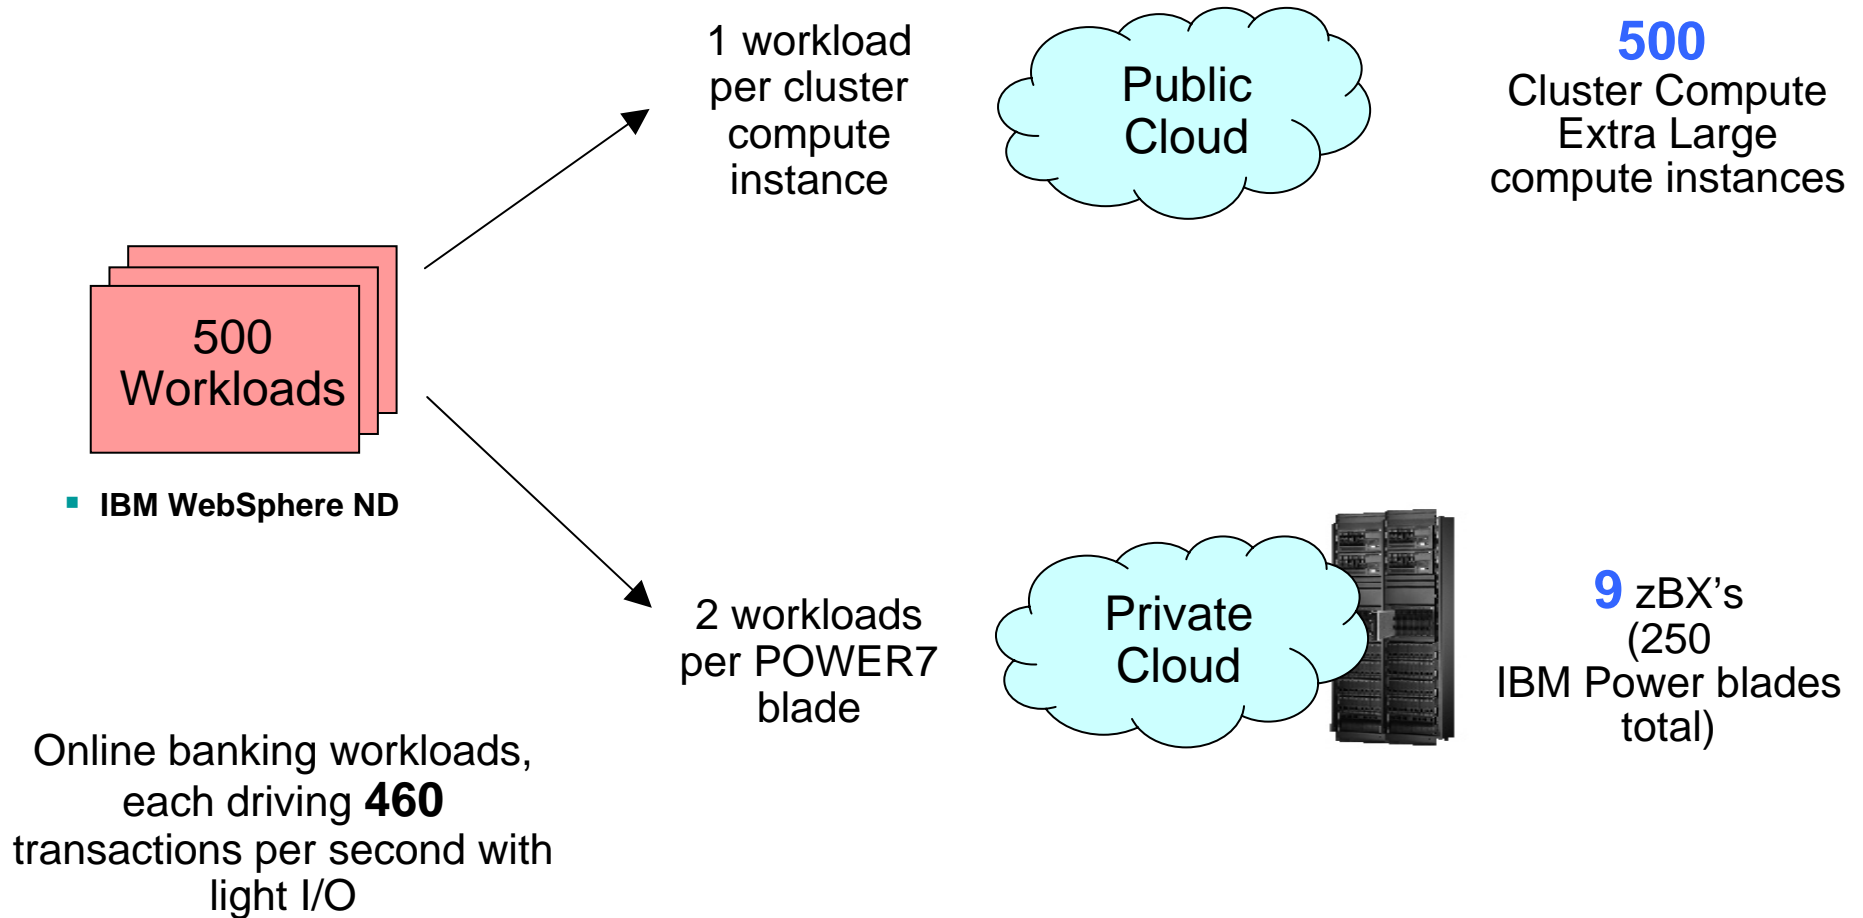 1 workload
per cluster
compute
instance
Public
Cloud
500
Cluster Compute
Extra Large
compute instances
500
Workloads
▪ IBM WebSphere ND
2 workloads
per POWER7
blade
Private
Cloud
9 zBX's
(250
IBM Power blades
total)
Online banking workloads,
each driving 460
transactions per second with
light I/O